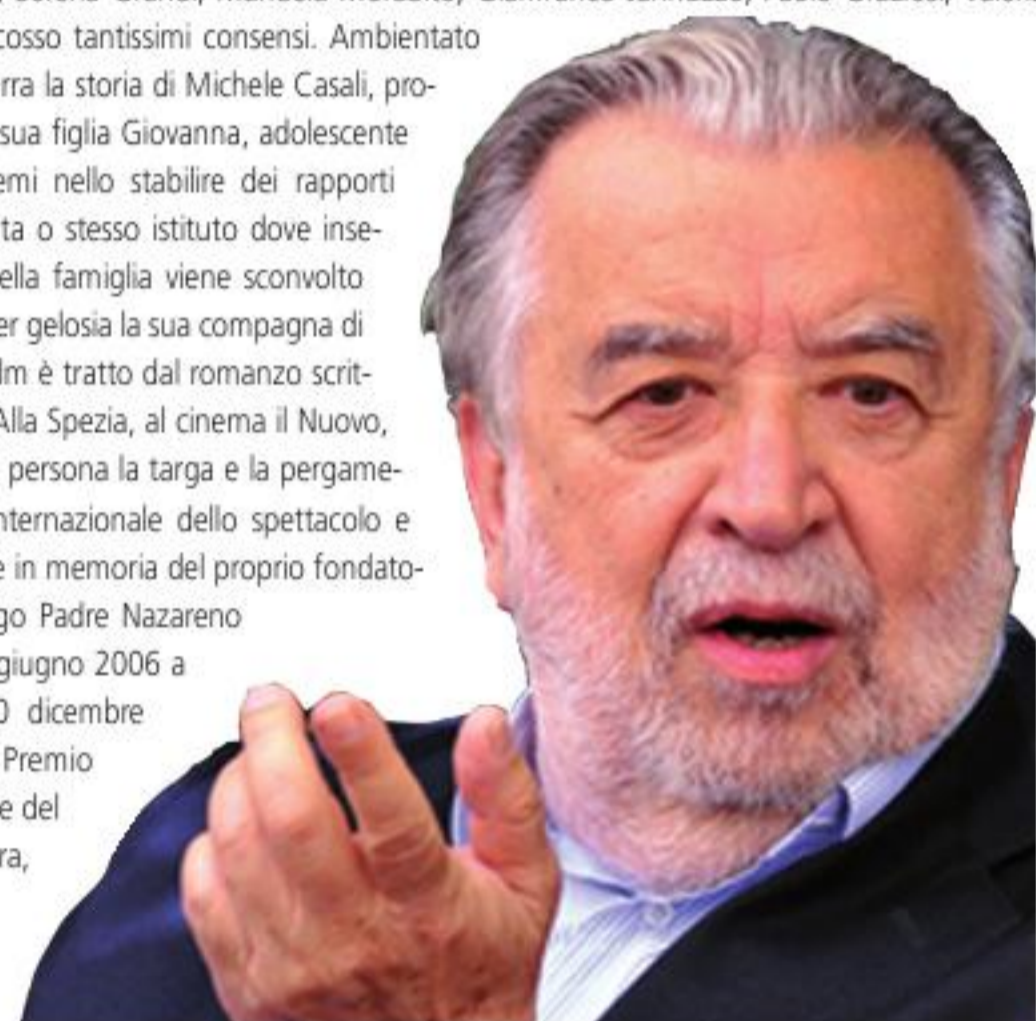 cosso tantissimi consensi. Ambientato
rra la storia di Michele Casali, pro-
sua figlia Giovanna, adolescente
emi nello stabilire dei rapporti
ta o stesso istituto dove inse-
ella famiglia viene sconvolto
er gelosia la sua compagna di
lm è tratto dal romanzo scrit-
Alla Spezia, al cinema il Nuovo,
persona la targa e la pergame-
nternazionale dello spettacolo e
e in memoria del proprio fondato-
go Padre Nazareno
giugno 2006 a
0 dicembre
Premio
e del
ra,